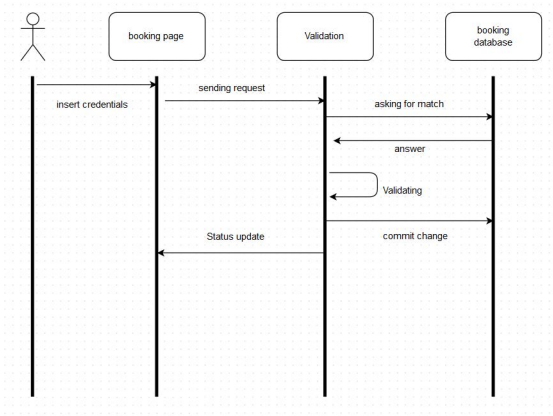 booking page
Validation
booking
database
sending request
insert credentials
asking for match
answer
Validating
Status update
commit change